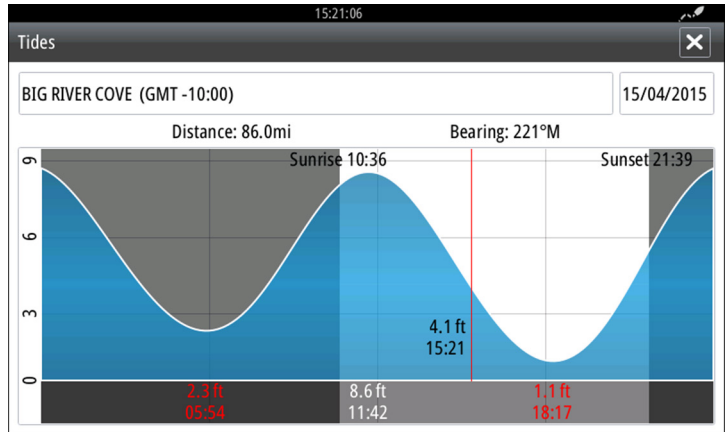 15:21:06
Tides
BIG RIVER COVE (GMT -10:00)
15/04/2015
Distance: 86.0mi
Bearing: 221°M
Sunrise 10:36
Sunset 21:39
9
6
3
0
4.1 ft
15:21
2.3 ft
05:54
8.6 ft
11:42
1.1 ft
18:17